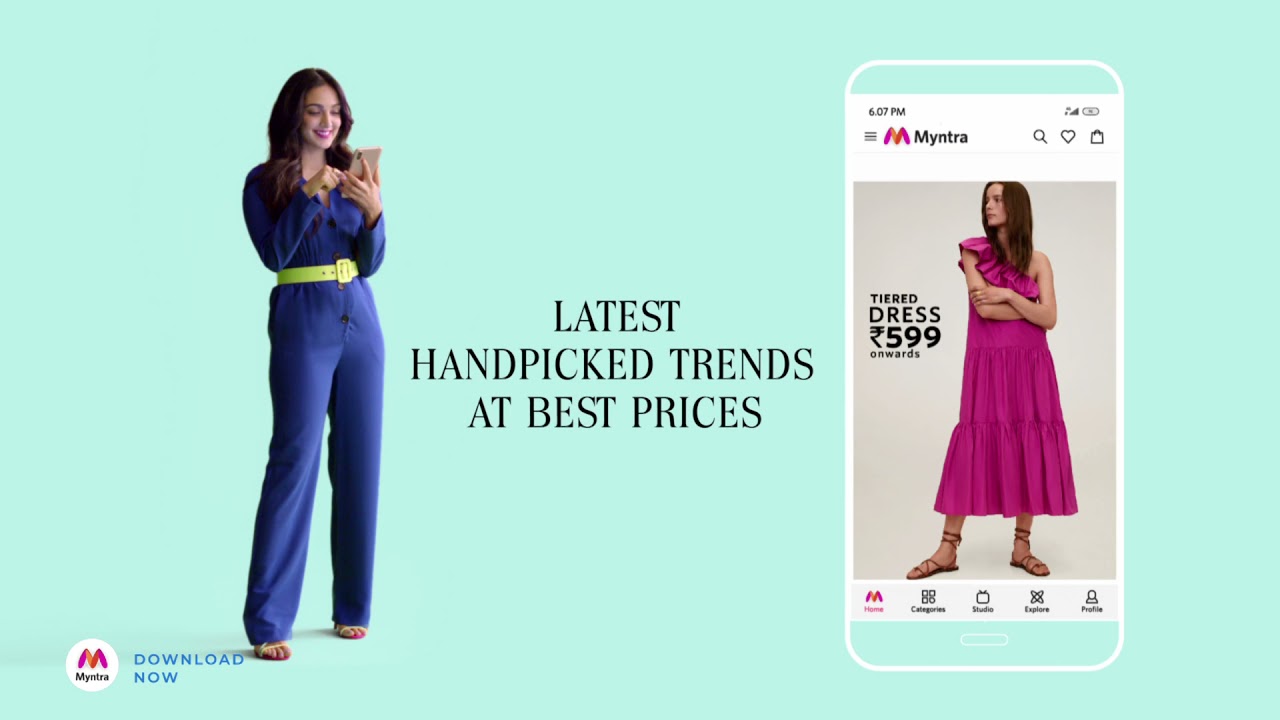 LATEST
HANDPICKED TRENDS
AT BEST PRICES
6.07 PM
Myntra
TIERED
DRESS
₹599
onwards
Home Categories Studio Explore Profile
Myntra
DOWNLOAD
NOW